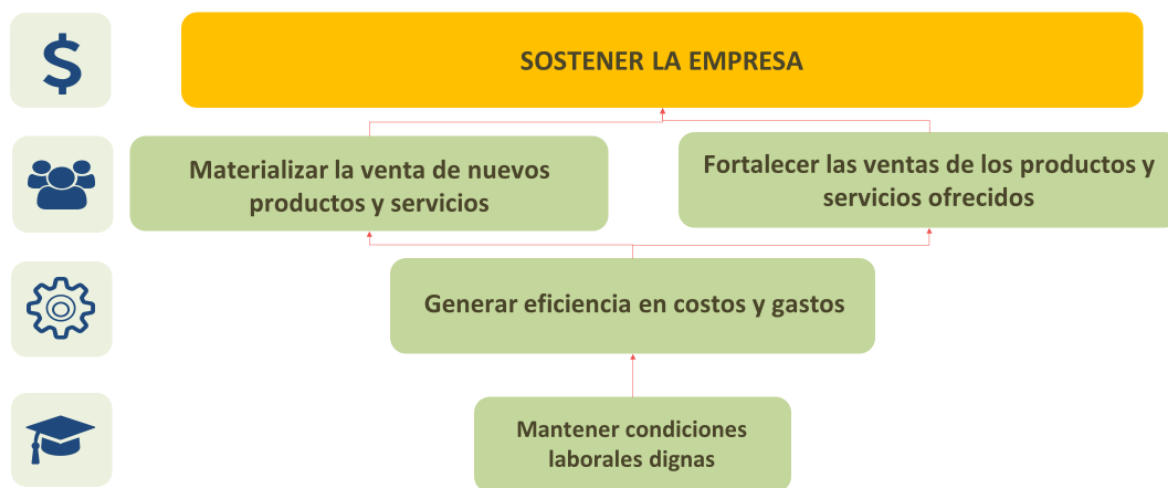 $
SOSTENER LA EMPRESA
Materializar la venta de nuevos
productos y servicios
Fortalecer las ventas de los productos y
servicios ofrecidos
Generar eficiencia en costos y gastos
Mantener condiciones
laborales dignas